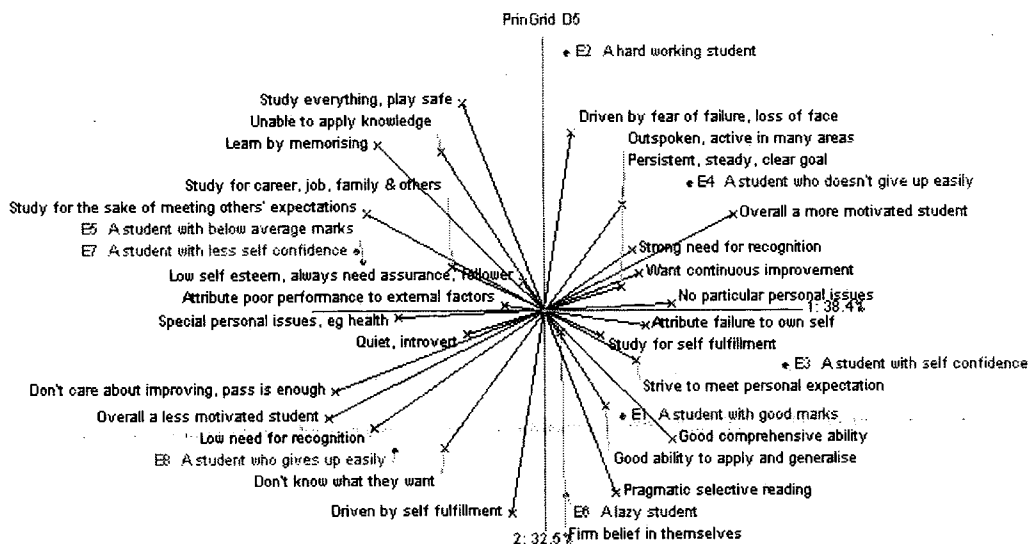 PrinGrid D5
E2 A hard working student
Study everything, play safe
Unable to apply knowledge
Learn by memorising
Driven by fear of failure, loss of face
Outspoken, active in many areas
Persistent, steady, clear goal
Study for career, job, family & others
E4 A student who doesn't give up easily
Study for the sake of meeting others' expectations
Overall a more motivated student
E5 A student with below average marks
E7 A student with less self confidence
Strong need for recognition
Low self esteem, always need assurance, follower
Want continuous improvement
Attribute poor performance to external factors
No particular personal issues
1: 38.4%
Special personal issues, eg health
Attribute failure to own self
Quiet, introvert
Study for self fulfillment
E3 A student with self confidence
Don't care about improving, pass is enough
Strive to meet personal expectation
Overall a less motivated student
E1 A student with good marks
Low need for recognition
Good comprehensive ability
E8 A student who gives up easily
Good ability to apply and generalise
Don't know what they want
Pragmatic selective reading
Driven by self fulfillment
E6 A lazy student
2: 32.5%
Firm belief in themselves